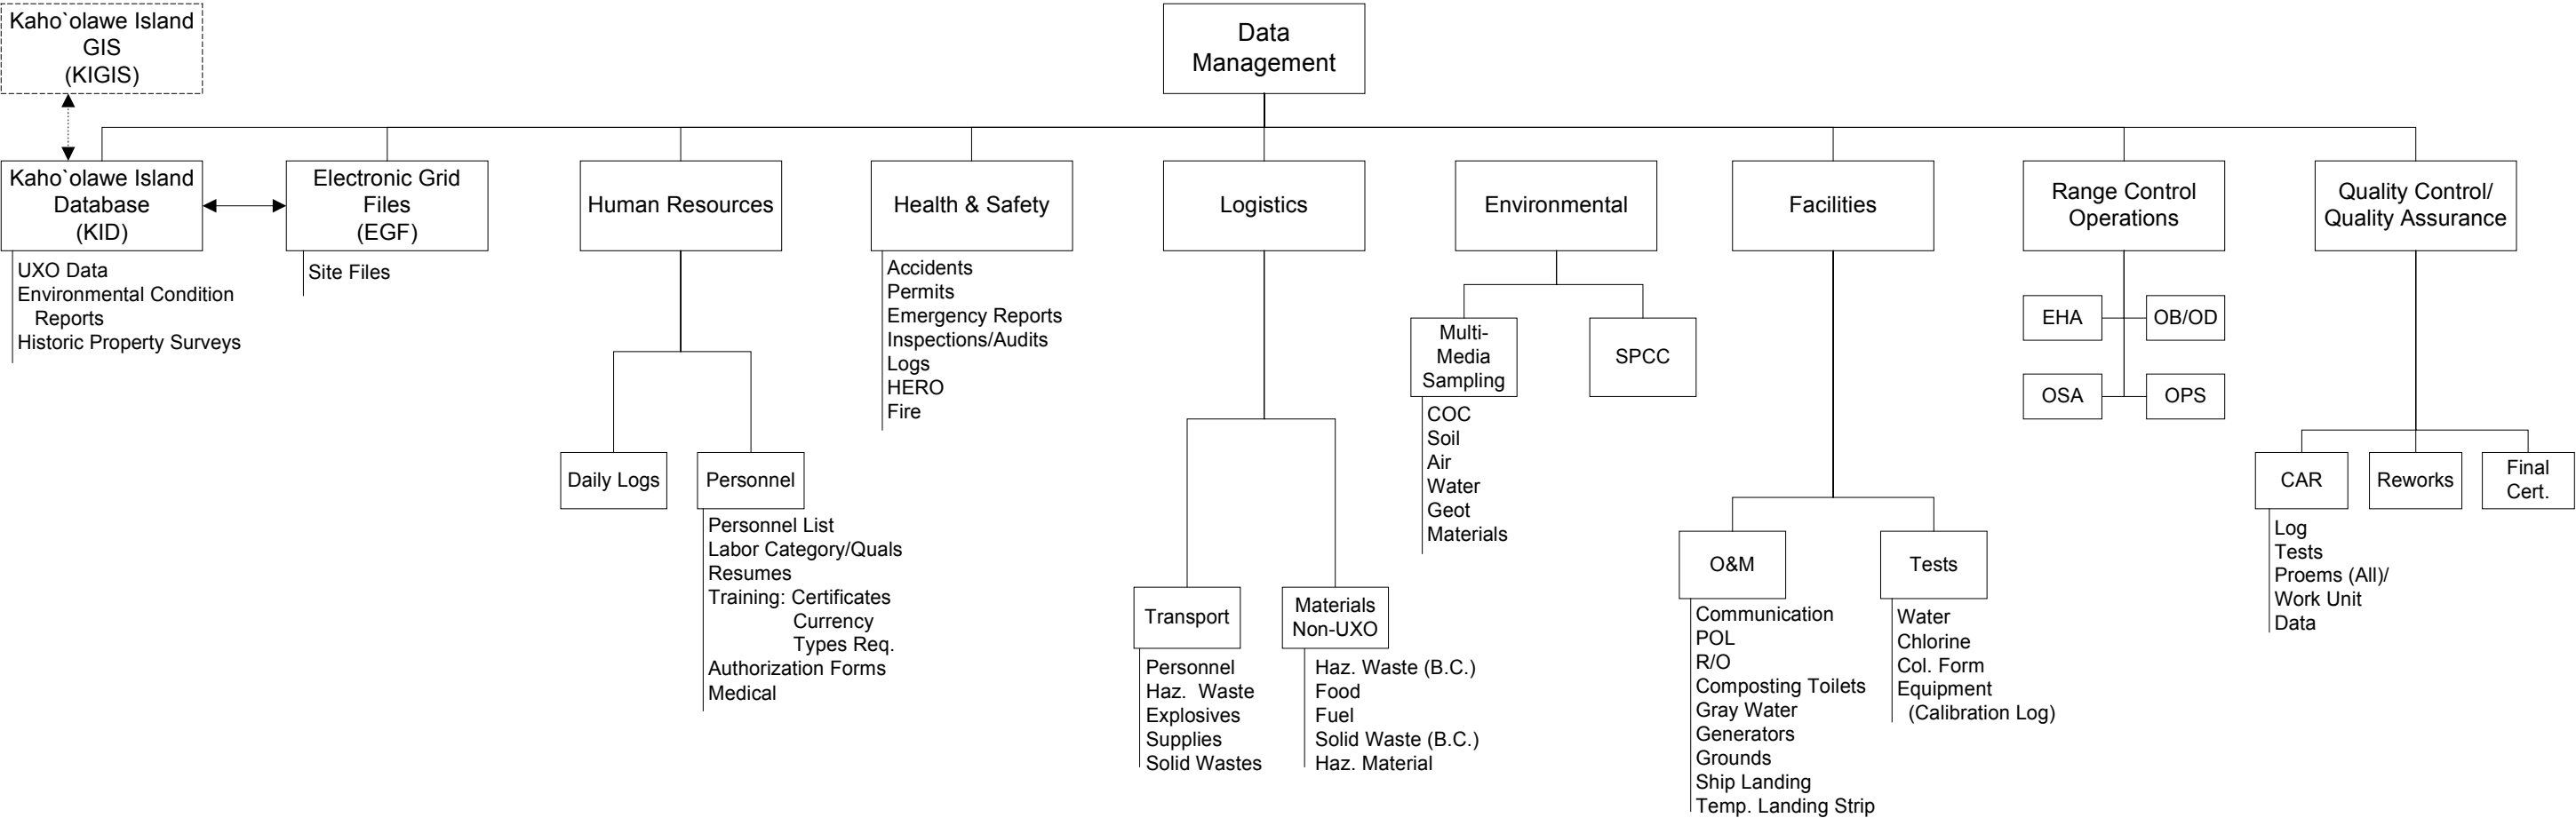 Kaho`olawe Island
GIS
(KIGIS)
Data
Management
Kaho`olawe Island
Database
(KID)
Electronic Grid
Files
(EGF)
Human Resources
Health & Safety
Logistics
Environmental
Facilities
Range Control
Operations
Quality Control/
Quality Assurance
UXO Data
Environmental Condition
Reports
Historic Property Surveys
Site Files
Daily Logs
Personnel
Personnel List
Labor Category/Quals
Resumes
Training: Certificates
Currency
Types Req.
Authorization Forms
Medical
Accidents
Permits
Emergency Reports
Inspections/Audits
Logs
HERO
Fire
Transport
Personnel
Haz. Waste
Explosives
Supplies
Solid Wastes
Materials
Non-UXO
Haz. Waste (B.C.)
Food
Fuel
Solid Waste (B.C.)
Haz. Material
Multi-
Media
Sampling
COC
Soil
Air
Water
Geot
Materials
SPCC
O&M
Communication
POL
R/O
Composting Toilets
Gray Water
Generators
Grounds
Ship Landing
Temp. Landing Strip
Tests
Water
Chlorine
Col. Form
Equipment
(Calibration Log)
EHA
OB/OD
OSA
OPS
CAR
Log
Tests
Proems (All)/
Work Unit
Data
Reworks
Final
Cert.